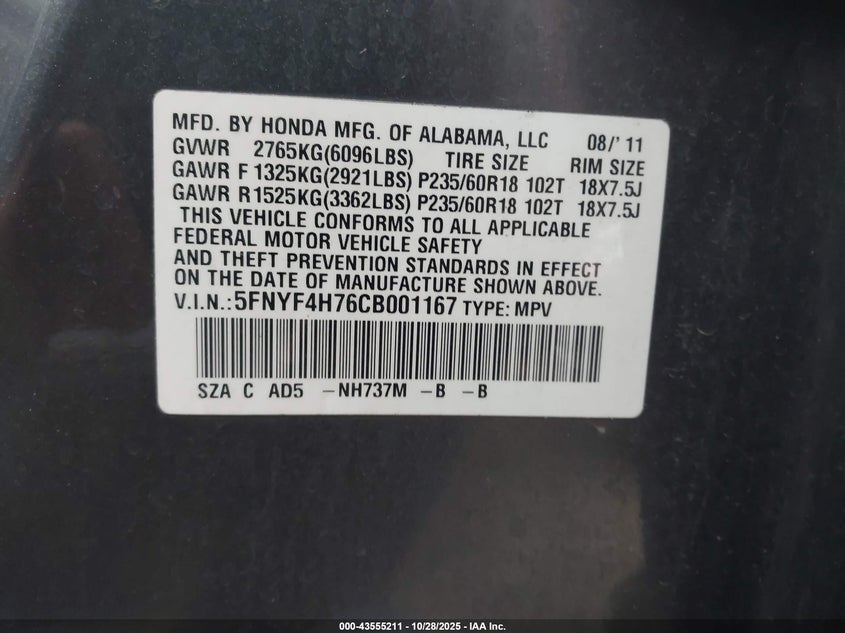 MFD. BY HONDA MFG. OF ALABAMA, LLC 08/' 11
GVWR 2765KG(6096LBS) TIRE SIZE RIM SIZE
GAWR F 1325KG(2921LBS) P235/60R18 102T 18X7.5J
GAWR R1525KG(3362LBS) P235/60R18 102T 18X7.5J
THIS VEHICLE CONFORMS TO ALL APPLICABLE
FEDERAL MOTOR VEHICLE SAFETY
AND THEFT PREVENTION STANDARDS IN EFFECT
ON THE DATE OF MANUFACTURE SHOWN ABOVE.
V.I.N.:5FNYF4H76CB001167 TYPE: MPV
SZA C AD5 -NH737M -B -B
000-43555211 - 10/28/2025 - IAA Inc.